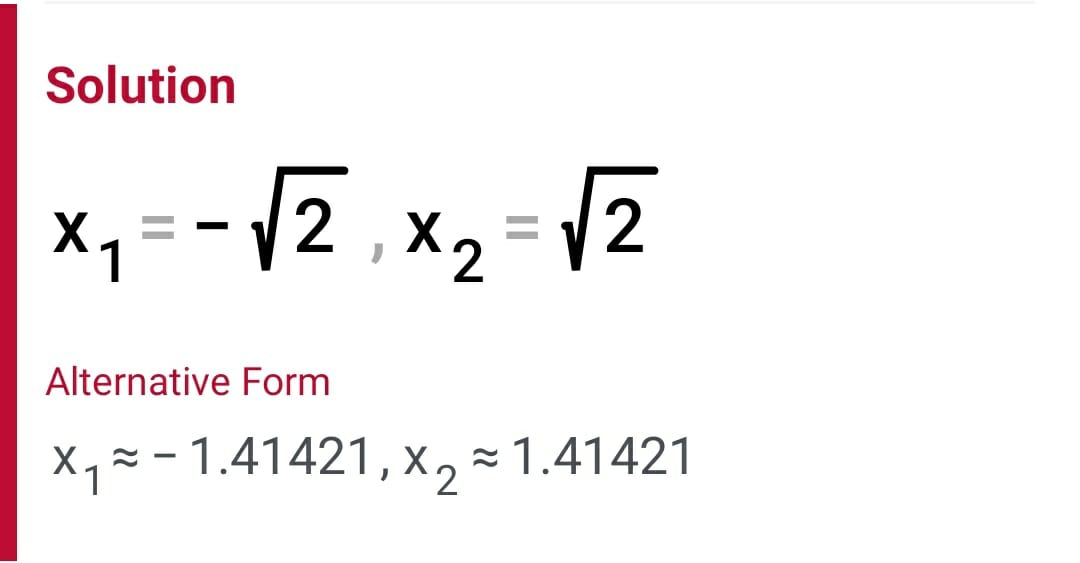 Solution
x₁ = - √2 , x₂ = √2
Alternative Form
x₁ ≈ - 1.41421, x₂ ≈ 1.41421